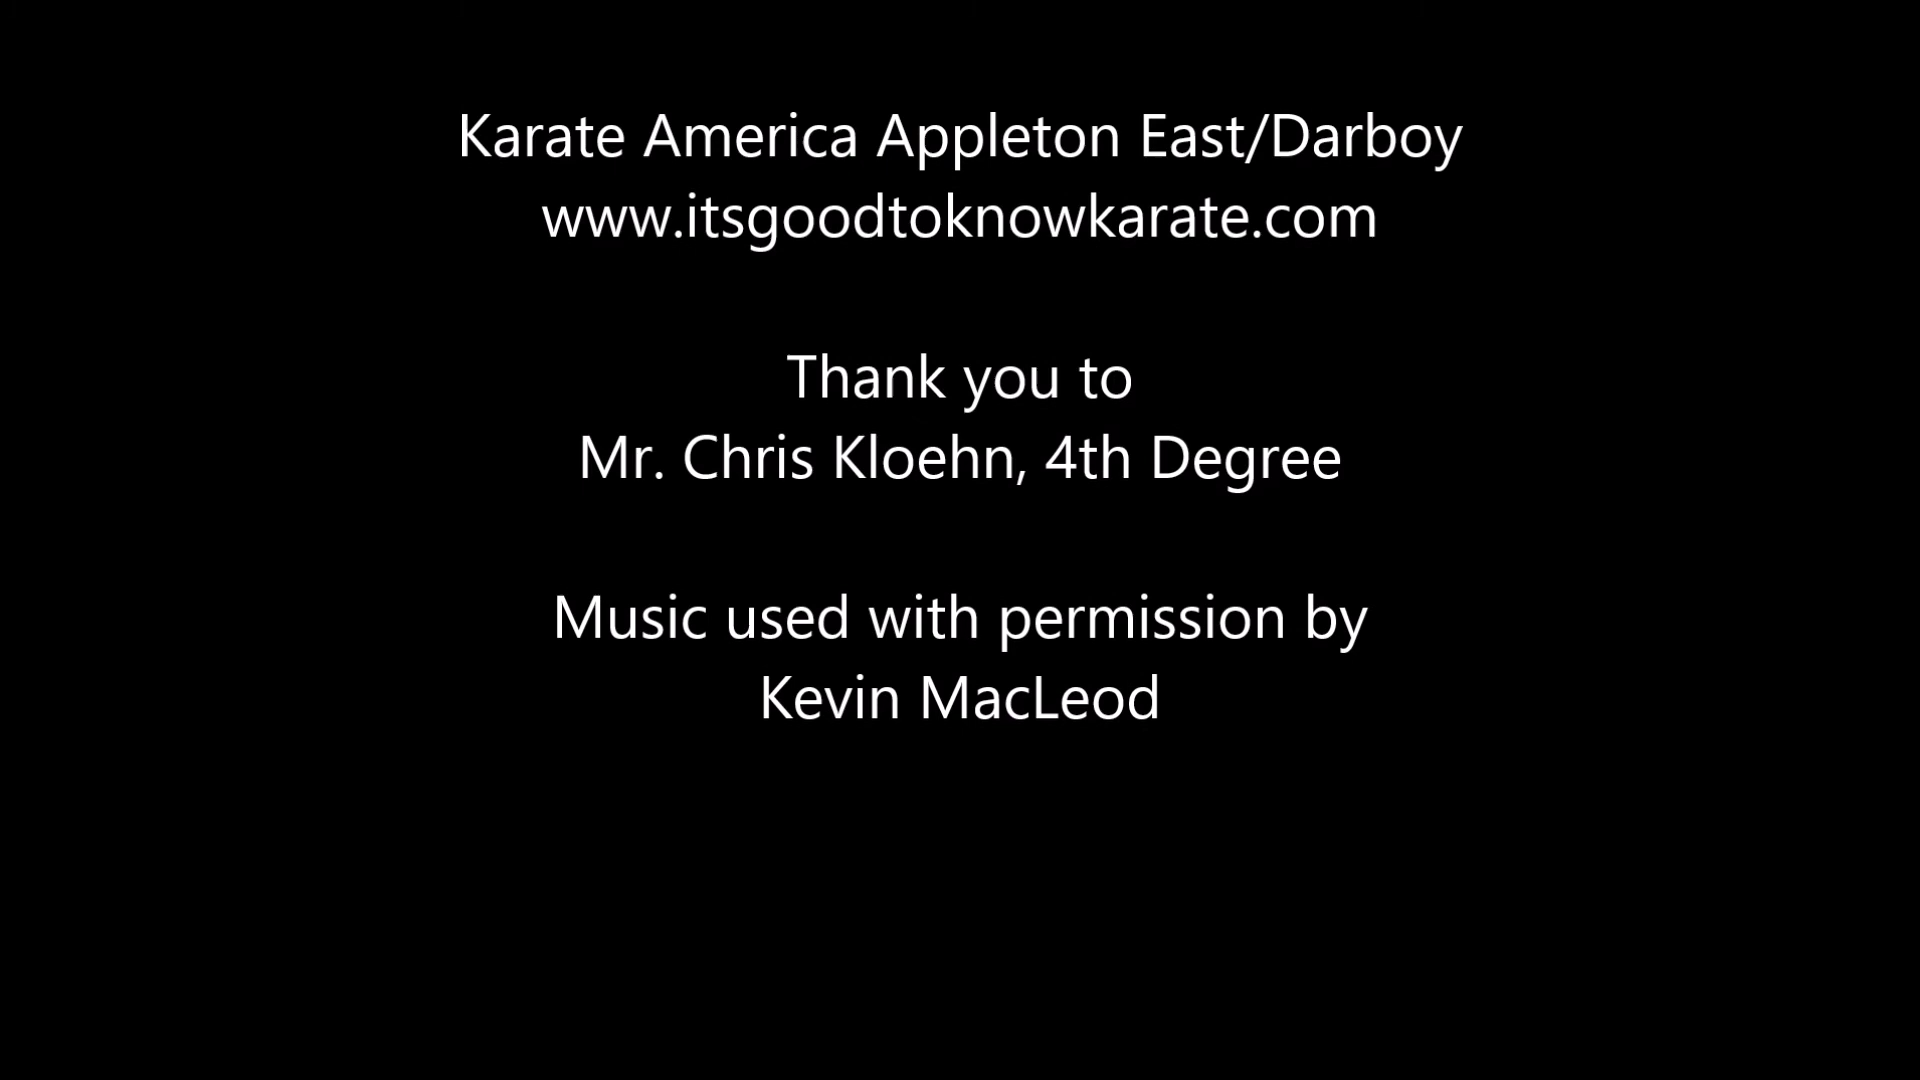 Karate America Appleton East/Darboy
www.itsgoodtoknowkarate.com
Thank you to
Mr. Chris Kloehn, 4th Degree
Music used with permission by
Kevin MacLeod